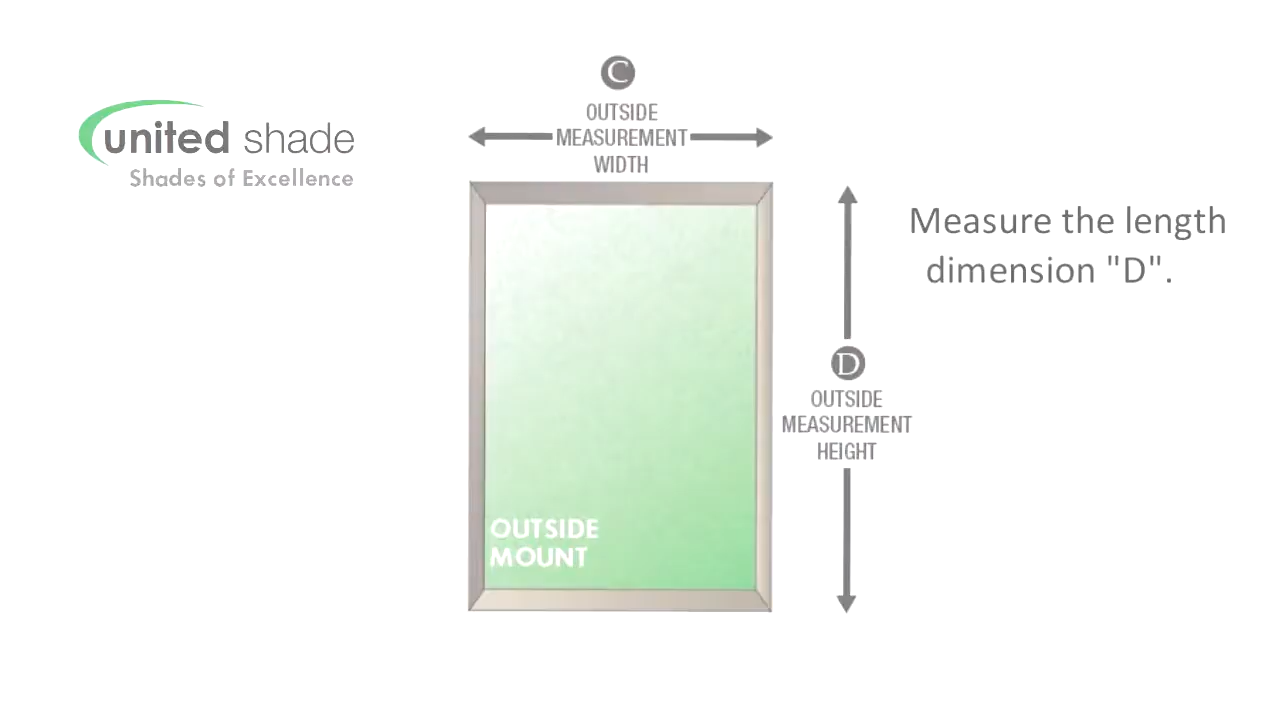 united shade
Shades of Excellence
C
OUTSIDE
MEASUREMENT
WIDTH
Measure the length
dimension "D".
D
OUTSIDE
MEASUREMENT
HEIGHT
OUTSIDE
MOUNT